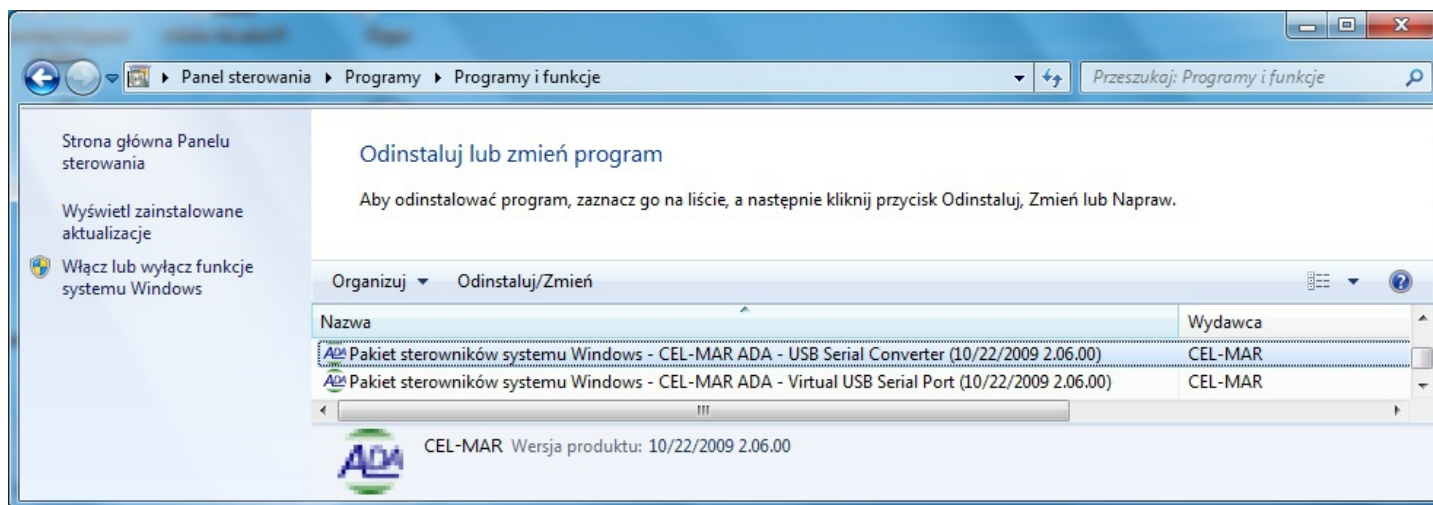 Panel sterowania ▸ Programy ▸ Programy i funkcje
Przeszukaj: Programy i funkcje
Strona główna Panelu
sterowania
Wyświetl zainstalowane
aktualizacje
Włącz lub wyłącz funkcje
systemu Windows
Odinstaluj lub zmień program
Aby odinstalować program, zaznacz go na liście, a następnie kliknij przycisk Odinstaluj, Zmień lub Napraw.
Organizuj Odinstaluj/Zmień
Nazwa Wydawca
ADA Pakiet sterowników systemu Windows - CEL-MAR ADA - USB Serial Converter (10/22/2009 2.06.00) CEL-MAR
ADA Pakiet sterowników systemu Windows - CEL-MAR ADA - Virtual USB Serial Port (10/22/2009 2.06.00) CEL-MAR
ADA
CEL-MAR Wersja produktu: 10/22/2009 2.06.00